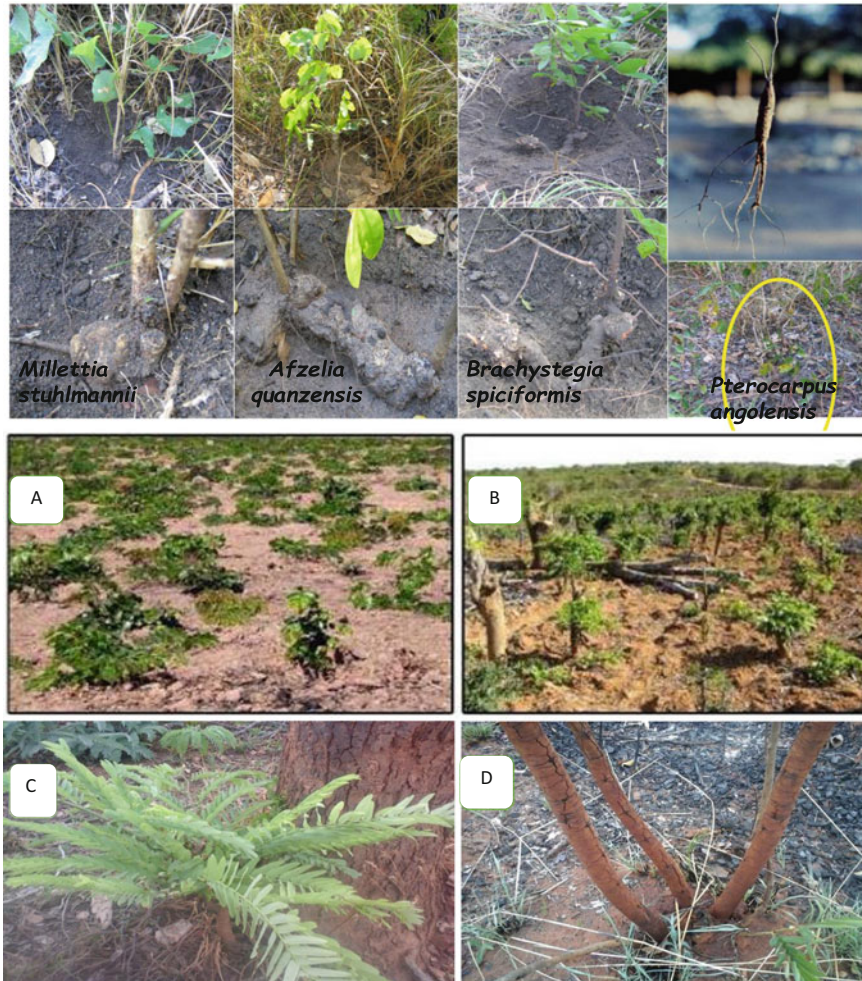 Millettia
stuhlmannii
Afzelia
quanzensis
Brachystegia
spiciformis
Pterocarpus
angolensis
A
B
C
D